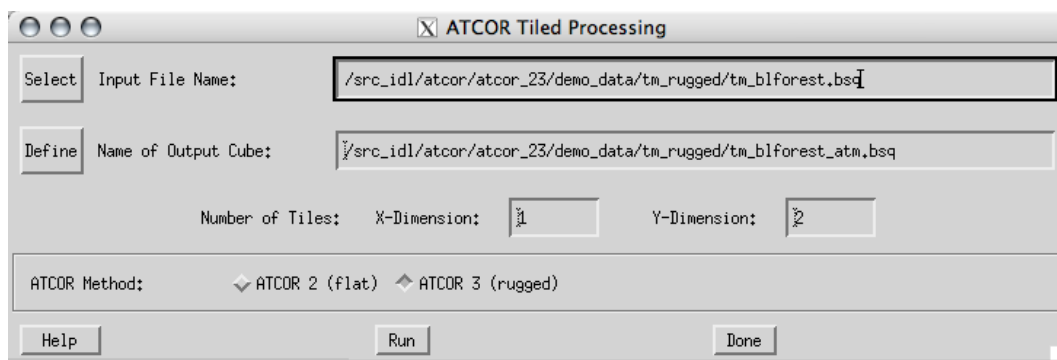 X ATCOR Tiled Processing
Select Input File Name: /src_idl/atcor/atcor_23/demo_data/tm_rugged/tm_blforest.bsq
Define Name of Output Cube: /src_idl/atcor/atcor_23/demo_data/tm_rugged/tm_blforest_atm.bsq
Number of Tiles: X-Dimension: 1 Y-Dimension: 2
ATCOR Method: ATCOR 2 (flat) ATCOR 3 (rugged)
Help Run Done